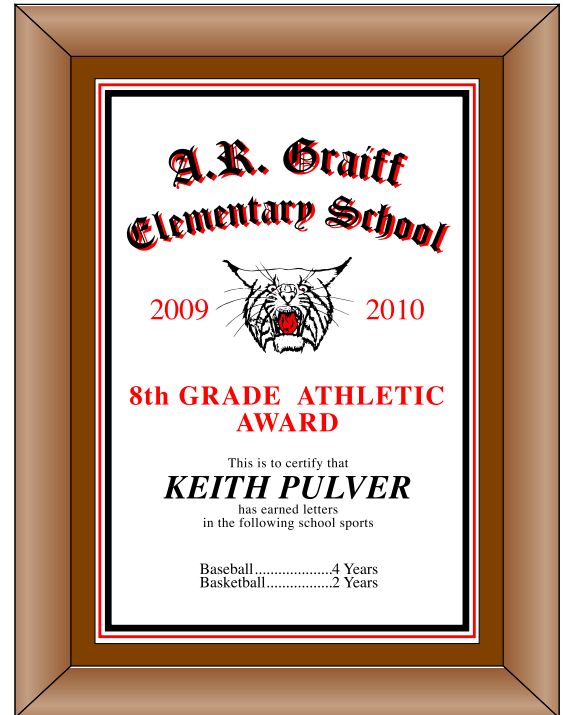 A.R. Graiff
Elementary School
2009 2010
8th GRADE ATHLETIC
AWARD
This is to certify that
KEITH PULVER
has earned letters
in the following school sports
Baseball....................4 Years
Basketball.................2 Years